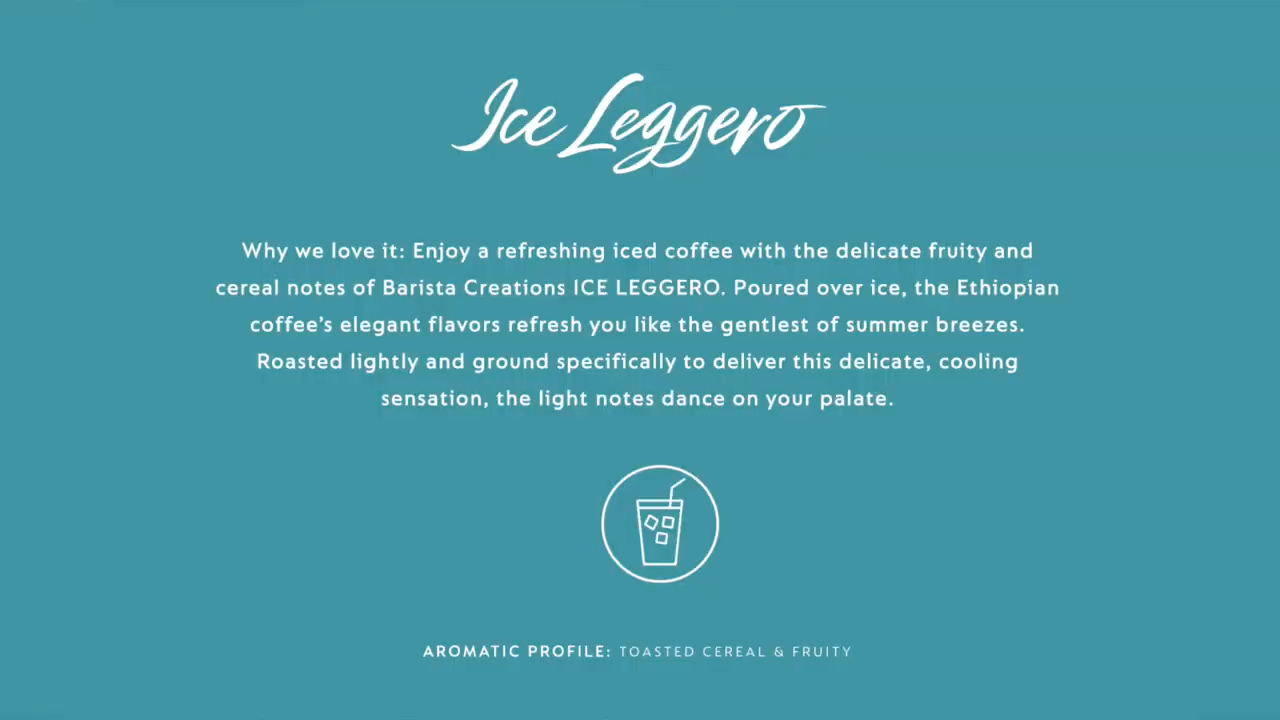 Ice Leggero
Why we love it: Enjoy a refreshing iced coffee with the delicate fruity and
cereal notes of Barista Creations ICE LEGGERO. Poured over ice, the Ethiopian
coffee's elegant flavors refresh you like the gentlest of summer breezes.
Roasted lightly and ground specifically to deliver this delicate, cooling
sensation, the light notes dance on your palate.
AROMATIC PROFILE: TOASTED CEREAL & FRUITY